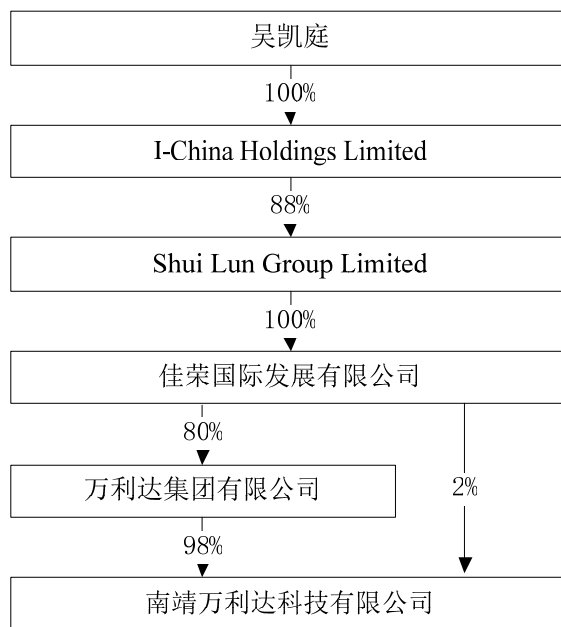 吴凯庭
100%
I-China Holdings Limited
88%
Shui Lun Group Limited
100%
佳荣国际发展有限公司
80%
万利达集团有限公司
2%
98%
南靖万利达科技有限公司